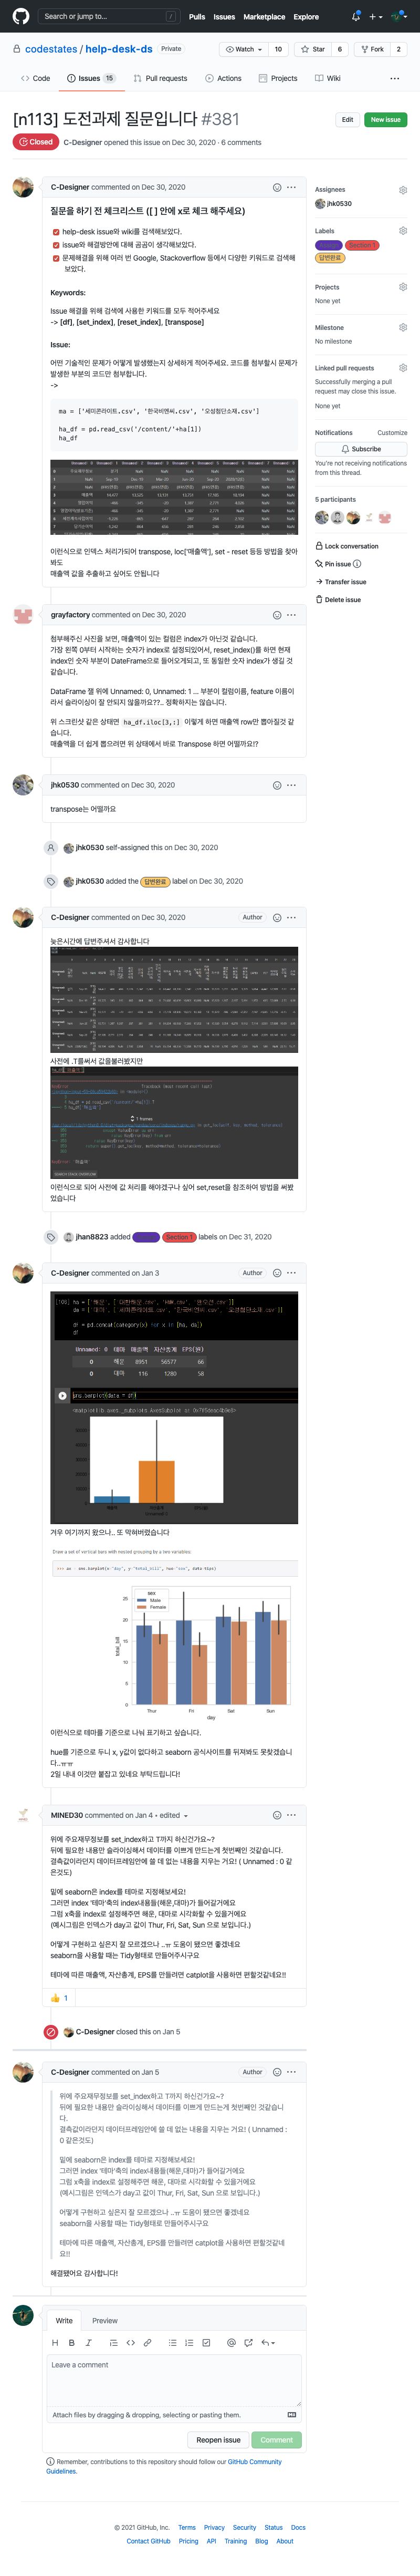 Search or jump to...
/
Pulls Issues Marketplace Explore
codestates / help-desk-ds Private
Watch 10 Star 6 Fork 2
Code Issues 15 Pull requests Actions Projects Wiki
[n113] 도전과제 질문입니다 #381
Edit New issue
Closed C-Designer opened this issue on Dec 30, 2020 · 6 comments
C-Designer commented on Dec 30, 2020
질문을 하기 전 체크리스트 ([ ] 안에 x로 체크 해주세요)
help-desk issue와 wiki를 검색해보았다.
issue와 해결방안에 대해 곰곰이 생각해보았다.
문제해결을 위해 여러 번 Google, Stackoverflow 등에서 다양한 키워드로 검색해
보았다.
Keywords:
Issue 해결을 위해 검색에 사용한 키워드를 모두 적어주세요
-> [df], [set_index], [reset_index], [transpose]
Issue:
어떤 기술적인 문제가 어떻게 발생했는지 상세하게 적어주세요. 코드를 첨부할시 문제가
발생한 부분의 코드만 첨부합니다.
->
ma = ['세미콘라이트.csv', '한국비엔씨.csv', '오성첨단소재.csv']
ha_df = pd.read_csv('/content/'+ha[1])
ha_df
이런식으로 인덱스 처리가되어 transpose, loc['매출액'], set - reset 등등 방법을 찾아
봐도
매출액 값을 추출하고 싶어도 안됩니다
grayfactory commented on Dec 30, 2020
첨부해주신 사진을 보면, 매출액이 있는 컬럼은 index가 아닌것 같습니다.
가장 왼쪽 0부터 시작하는 숫자가 index로 설정되있어서, reset_index()를 하면 현재
index인 숫자 부분이 DateFrame으로 들어오게되고, 또 동일한 숫자 index가 생길 것
같습니다.
DataFrame 젤 위에 Unnamed: 0, Unnamed: 1 ... 부분이 컬럼이름, feature 이름이
라서 슬라이싱이 잘 안되지 않을까요??.. 정확하지는 않습니다.
위 스크린샷 같은 상태면 ha_df.iloc[3,:] 이렇게 하면 매출액 row만 뽑아질것 같
습니다.
매출액을 더 쉽게 뽑으려면 위 상태에서 바로 Transpose 하면 어떨까요!?
jhk0530 commented on Dec 30, 2020
transpose는 어떨까요
jhk0530 self-assigned this on Dec 30, 2020
jhk0530 added the 답변완료 label on Dec 30, 2020
C-Designer commented on Dec 30, 2020 Author
늦은시간에 답변주셔서 감사합니다
사전에 .T를써서 값을불러봤지만
이런식으로 되어 사전에 값 처리를 해야겠구나 싶어 set,reset을 참조하여 방법을 써봤
었습니다
jhan8823 added Section 1 labels on Dec 31, 2020
C-Designer commented on Jan 3 Author
Unnamed: 0 테마 매출액 자산총계 EPS(원)
0 해운 8951 56577 66
0 대마 116 1280 58
겨우 여기까지 왔으나.. 또 막혀버렸습니다
Draw a set of vertical bars with nested grouping by a two variables:
>>> ax = sns.barplot(x="day", y="total_bill", hue="sex", data=tips)
sex
Male
Female
total_bill
25
20
15
10
5
0
Thur Fri Sat Sun
day
이런식으로 테마를 기준으로 나눠 표기하고 싶습니다.
hue를 기준으로 두니 x, y값이 없다하고 seaborn 공식사이트를 뒤져봐도 못찾겠습니
다..ㅠㅠ
2일 내내 이것만 붙잡고 있네요 부탁드립니다!
MINED30 commented on Jan 4 • edited
위에 주요재무정보를 set_index하고 T까지 하신건가요~?
뒤에 필요한 내용만 슬라이싱해서 데이터를 이쁘게 만드는게 첫번째인 것같습니다.
결측값이라던지 데이터프레임안에 쓸 데 없는 내용을 지우는 거요! ( Unnamed : 0 같
은것도)
밑에 seaborn은 index를 테마로 지정해보세요!
그러면 index '테마'축의 index내용들(해운,대마)가 들어갈거에요
그럼 x축을 index로 설정해주면 해운, 대마로 시각화할 수 있을거에요
(예시그림은 인덱스가 day고 값이 Thur, Fri, Sat, Sun 으로 보입니다.)
어떻게 구현하고 싶은지 잘 모르겠으나 ..ㅠ 도움이 됐으면 좋겠네요
seaborn을 사용할 때는 Tidy형태로 만들어주시구요
테마에 따른 매출액, 자산총계, EPS를 만들려면 catplot을 사용하면 편할것같네요!!
👍 1
C-Designer closed this on Jan 5
C-Designer commented on Jan 5 Author
위에 주요재무정보를 set_index하고 T까지 하신건가요~?
뒤에 필요한 내용만 슬라이싱해서 데이터를 이쁘게 만드는게 첫번째인 것같습니
다.
결측값이라던지 데이터프레임안에 쓸 데 없는 내용을 지우는 거요! ( Unnamed :
0 같은것도)
밑에 seaborn은 index를 테마로 지정해보세요!
그러면 index '테마'축의 index내용들(해운,대마)가 들어갈거에요
그럼 x축을 index로 설정해주면 해운, 대마로 시각화할 수 있을거에요
(예시그림은 인덱스가 day고 값이 Thur, Fri, Sat, Sun 으로 보입니다.)
어떻게 구현하고 싶은지 잘 모르겠으나 ..ㅠ 도움이 됐으면 좋겠네요
seaborn을 사용할 때는 Tidy형태로 만들어주시구요
테마에 따른 매출액, 자산총계, EPS를 만들려면 catplot을 사용하면 편할것같네
요!!
해결됐어요 감사합니다!
Write Preview
Leave a comment
Attach files by dragging & dropping, selecting or pasting them.
Reopen issue Comment
Remember, contributions to this repository should follow our GitHub Community
Guidelines.
Assignees
jhk0530
Labels
Section 1
답변완료
Projects
None yet
Milestone
No milestone
Linked pull requests
Successfully merging a pull
request may close this issue.
None yet
Notifications Customize
Subscribe
You're not receiving notifications
from this thread.
5 participants
Lock conversation
Pin issue
Transfer issue
Delete issue
© 2021 GitHub, Inc. Terms Privacy Security Status Docs
Contact GitHub Pricing API Training Blog About